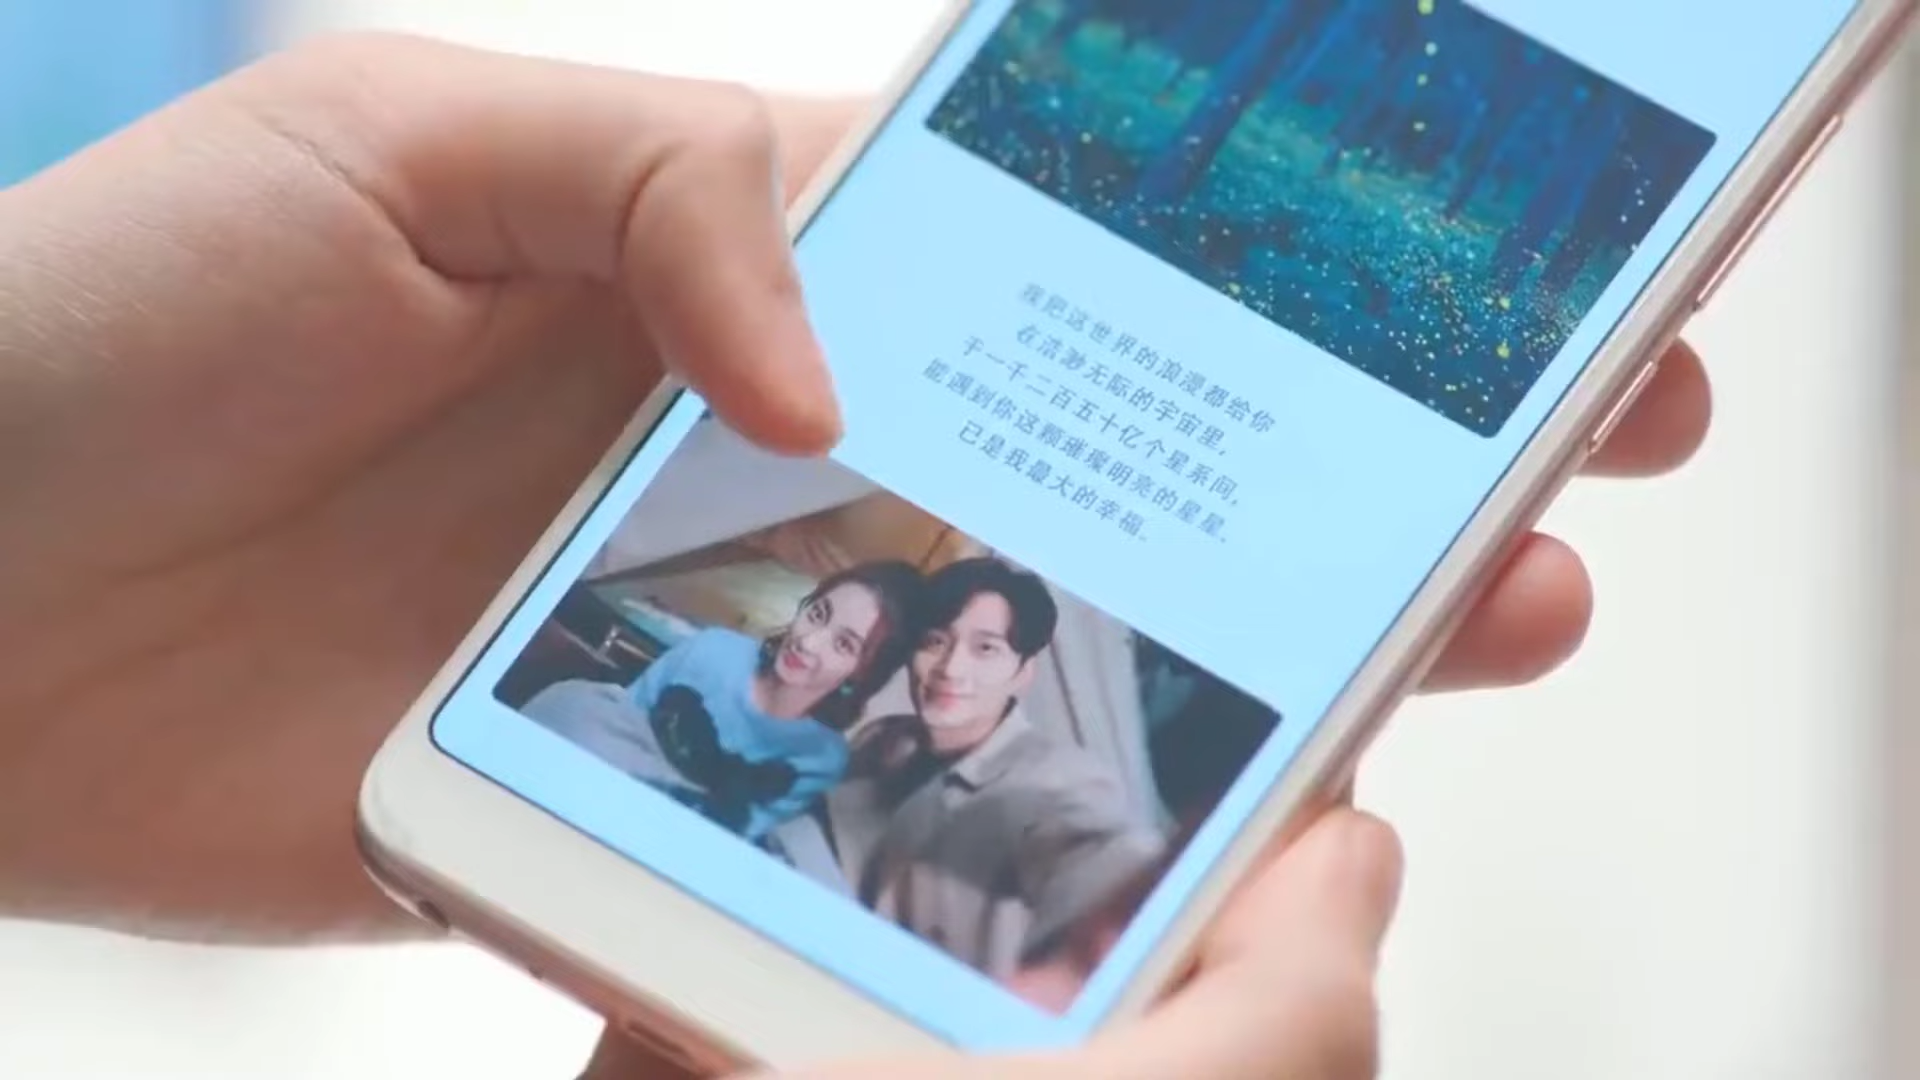 我把这世界的浪漫都给你
在浩渺无际的宇宙里,
于一千二百五十亿个星系间,
能遇到你这颗璀璨明亮的星星,
已是我最大的幸福。